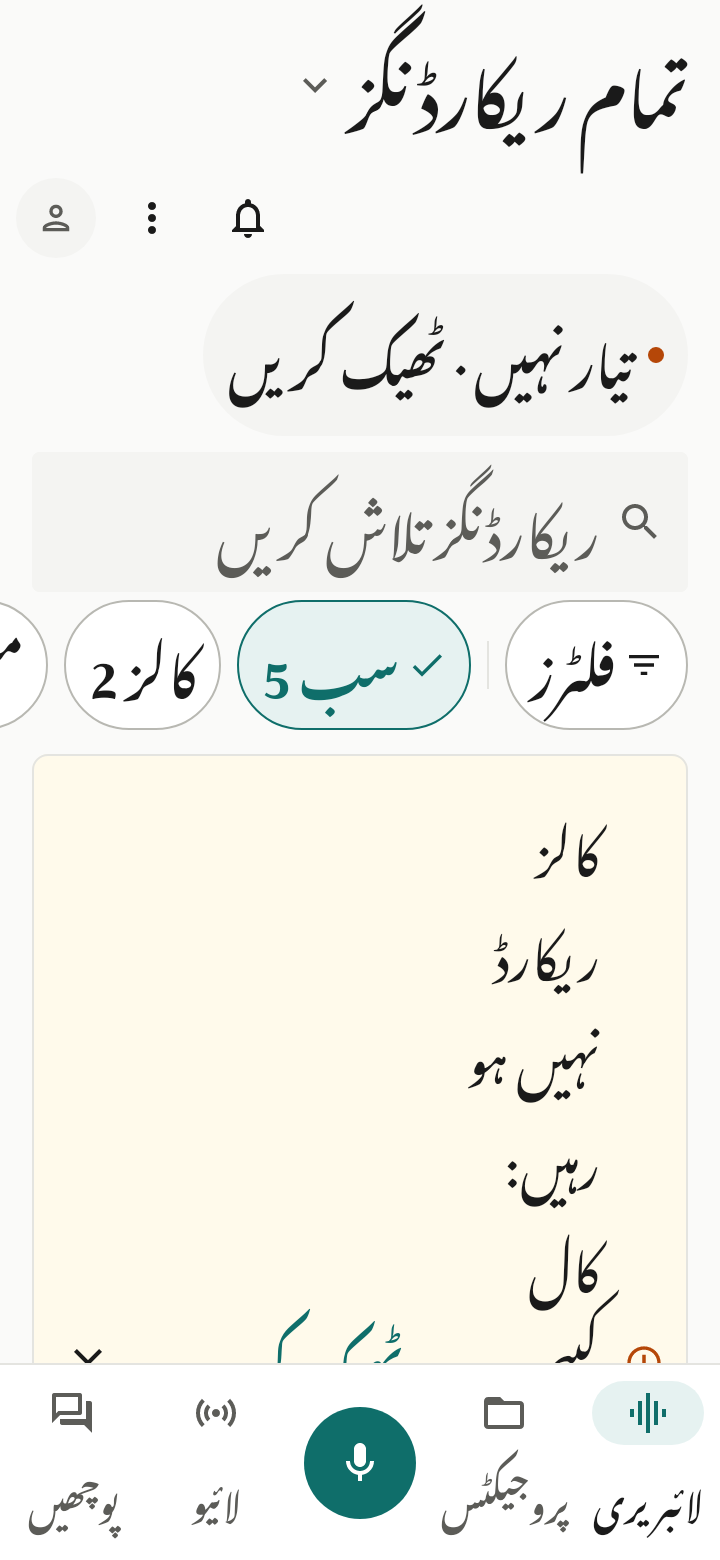 تمام ریکارڈنگز
تیار نہیں · ٹھیک کریں
ریکارڈنگز تلاش کریں
فلٹرز
سب 5
کالز 2
کالز
ریکارڈ
نہیں ہو
رہیں:
کال
لائبریری
پروجیکٹس
لائیو
پوچھیں